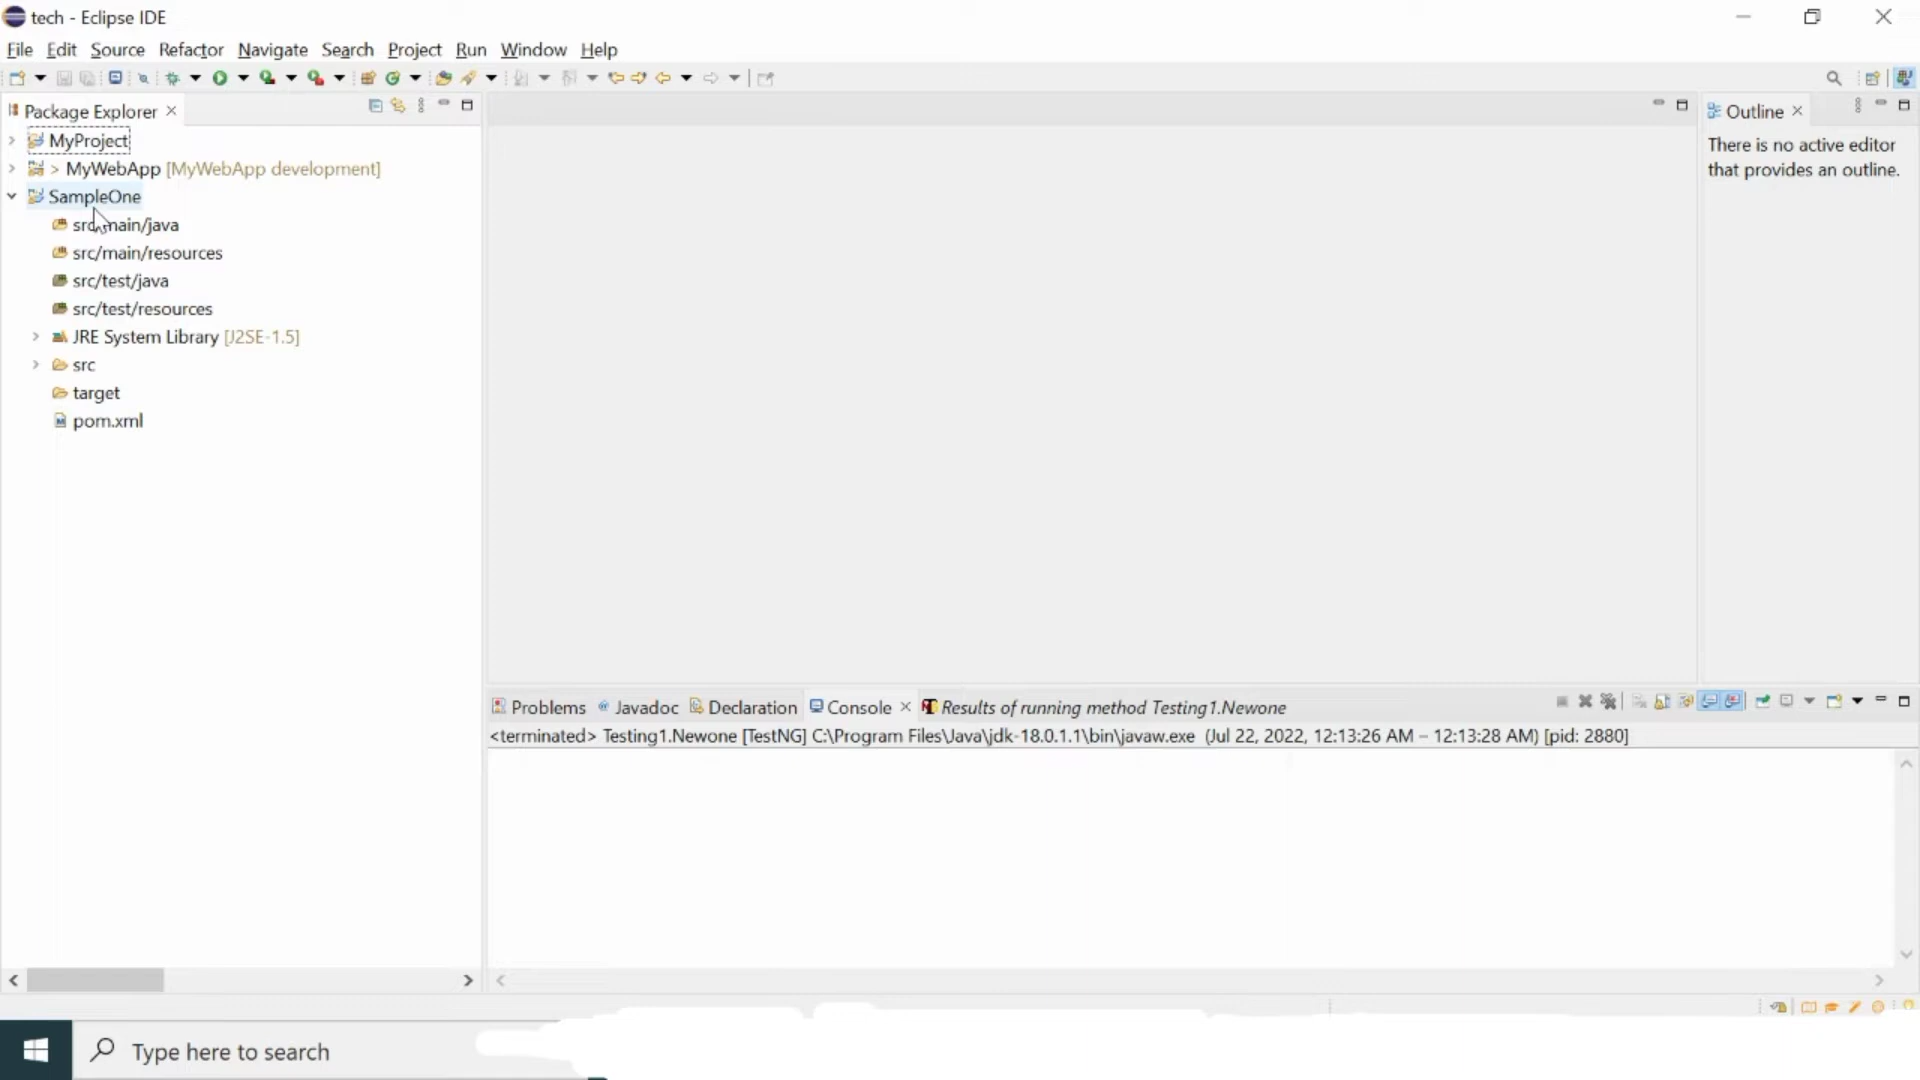 tech - Eclipse IDE
File Edit Source Refactor Navigate Search Project Run Window Help
Package Explorer
MyProject
> MyWebApp [MyWebApp development]
SampleOne
src/main/java
src/main/resources
src/test/java
src/test/resources
JRE System Library [J2SE-1.5]
src
target
pom.xml
Outline
There is no active editor
that provides an outline.
Problems Javadoc Declaration Console Results of running method Testing1.Newone
<terminated> Testing1.Newone [TestNG] C:\Program Files\Java\jdk-18.0.1.1\bin\javaw.exe (Jul 22, 2022, 12:13:26 AM – 12:13:28 AM) [pid: 2880]
Type here to search